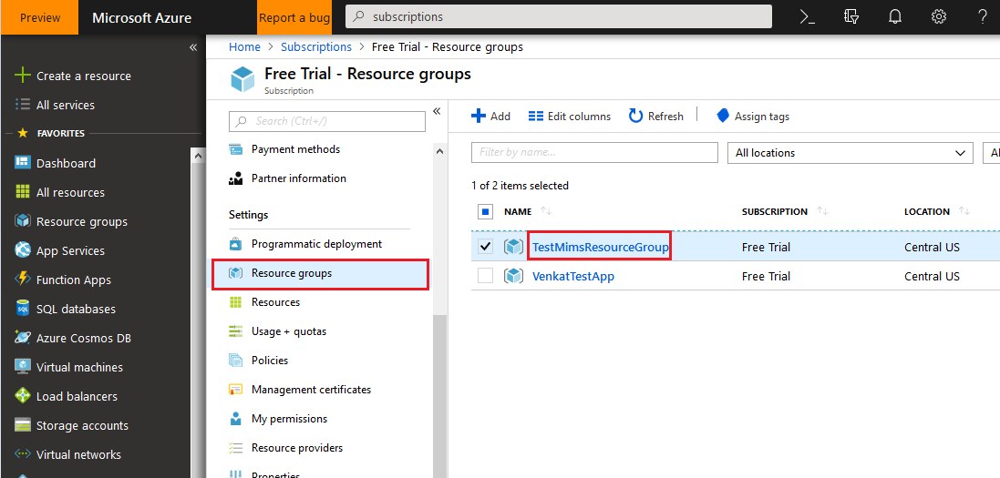 Preview Microsoft Azure Report a bug subscriptions
Home > Subscriptions > Free Trial - Resource groups
Free Trial - Resource groups
Subscription
Create a resource
All services
FAVORITES
Dashboard
All resources
Resource groups
App Services
Function Apps
SQL databases
Azure Cosmos DB
Virtual machines
Load balancers
Storage accounts
Virtual networks
Search (Ctrl+/)
Payment methods
Partner information
Settings
Programmatic deployment
Resource groups
Resources
Usage + quotas
Policies
Management certificates
My permissions
Resource providers
Properties
Add Edit columns Refresh Assign tags
Filter by name... All locations Al
1 of 2 items selected
NAME SUBSCRIPTION LOCATION
TestMimsResourceGroup Free Trial Central US
VenkatTestApp Free Trial Central US